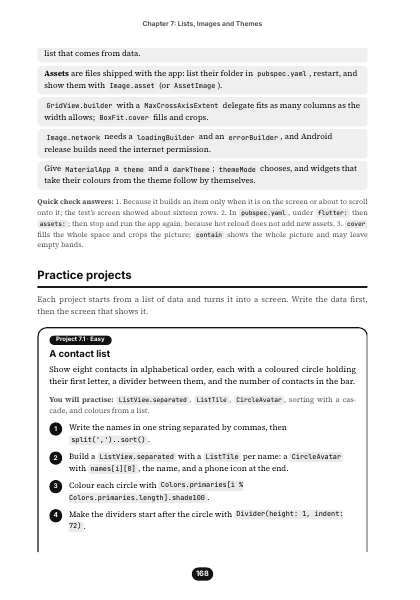 Chapter 7: Lists, Images and Themes
list that comes from data.
Assets are files shipped with the app: list their folder in pubspec.yaml, restart, and
show them with Image.asset (or AssetImage).
GridView.builder with a MaxCrossAxisExtent delegate fits as many columns as the
width allows; BoxFit.cover fills and crops.
Image.network needs a loadingBuilder and an errorBuilder, and Android
release builds need the internet permission.
Give MaterialApp a theme and a darkTheme; themeMode chooses, and widgets that
take their colours from the theme follow by themselves.
Quick check answers: 1. Because it builds an item only when it is on the screen or about to scroll
onto it; the test's screen showed about sixteen rows. 2. In pubspec.yaml, under flutter: then
assets:; then stop and run the app again, because hot reload does not add new assets. 3. cover
fills the whole space and crops the picture; contain shows the whole picture and may leave
empty bands.
Practice projects
Each project starts from a list of data and turns it into a screen. Write the data first,
then the screen that shows it.
Project 7.1 · Easy
A contact list
Show eight contacts in alphabetical order, each with a coloured circle holding
their first letter, a divider between them, and the number of contacts in the bar.
You will practise: ListView.separated, ListTile, CircleAvatar, sorting with a cas-
cade, and colours from a list.
1 Write the names in one string separated by commas, then
split(',')..sort().
2 Build a ListView.separated with a ListTile per name: a CircleAvatar
with names[i][0], the name, and a phone icon at the end.
3 Colour each circle with Colors.primaries[i %
Colors.primaries.length].shade100.
4 Make the dividers start after the circle with Divider(height: 1, indent:
72).
168